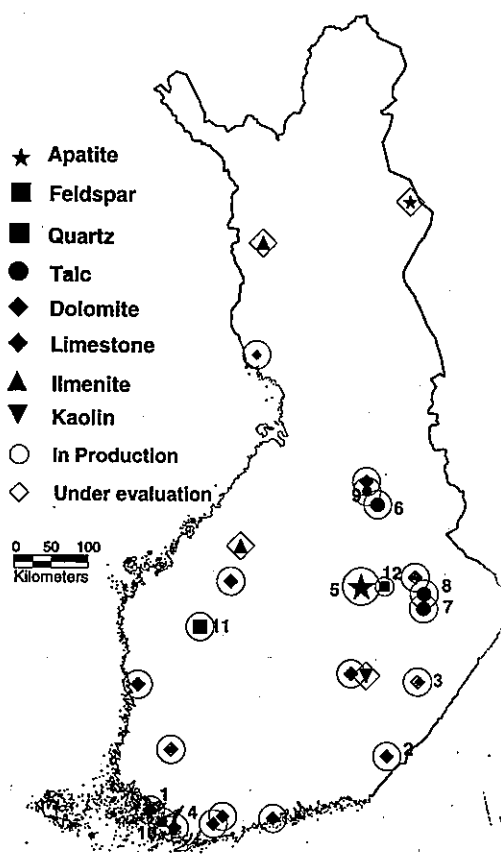 Apatite
Feldspar
Quartz
Talc
Dolomite
Limestone
Ilmenite
Kaolin
In Production
Under evaluation
0 50 100
Kilometers
9
6
5
12
8
7
11
3
2
1
4
10